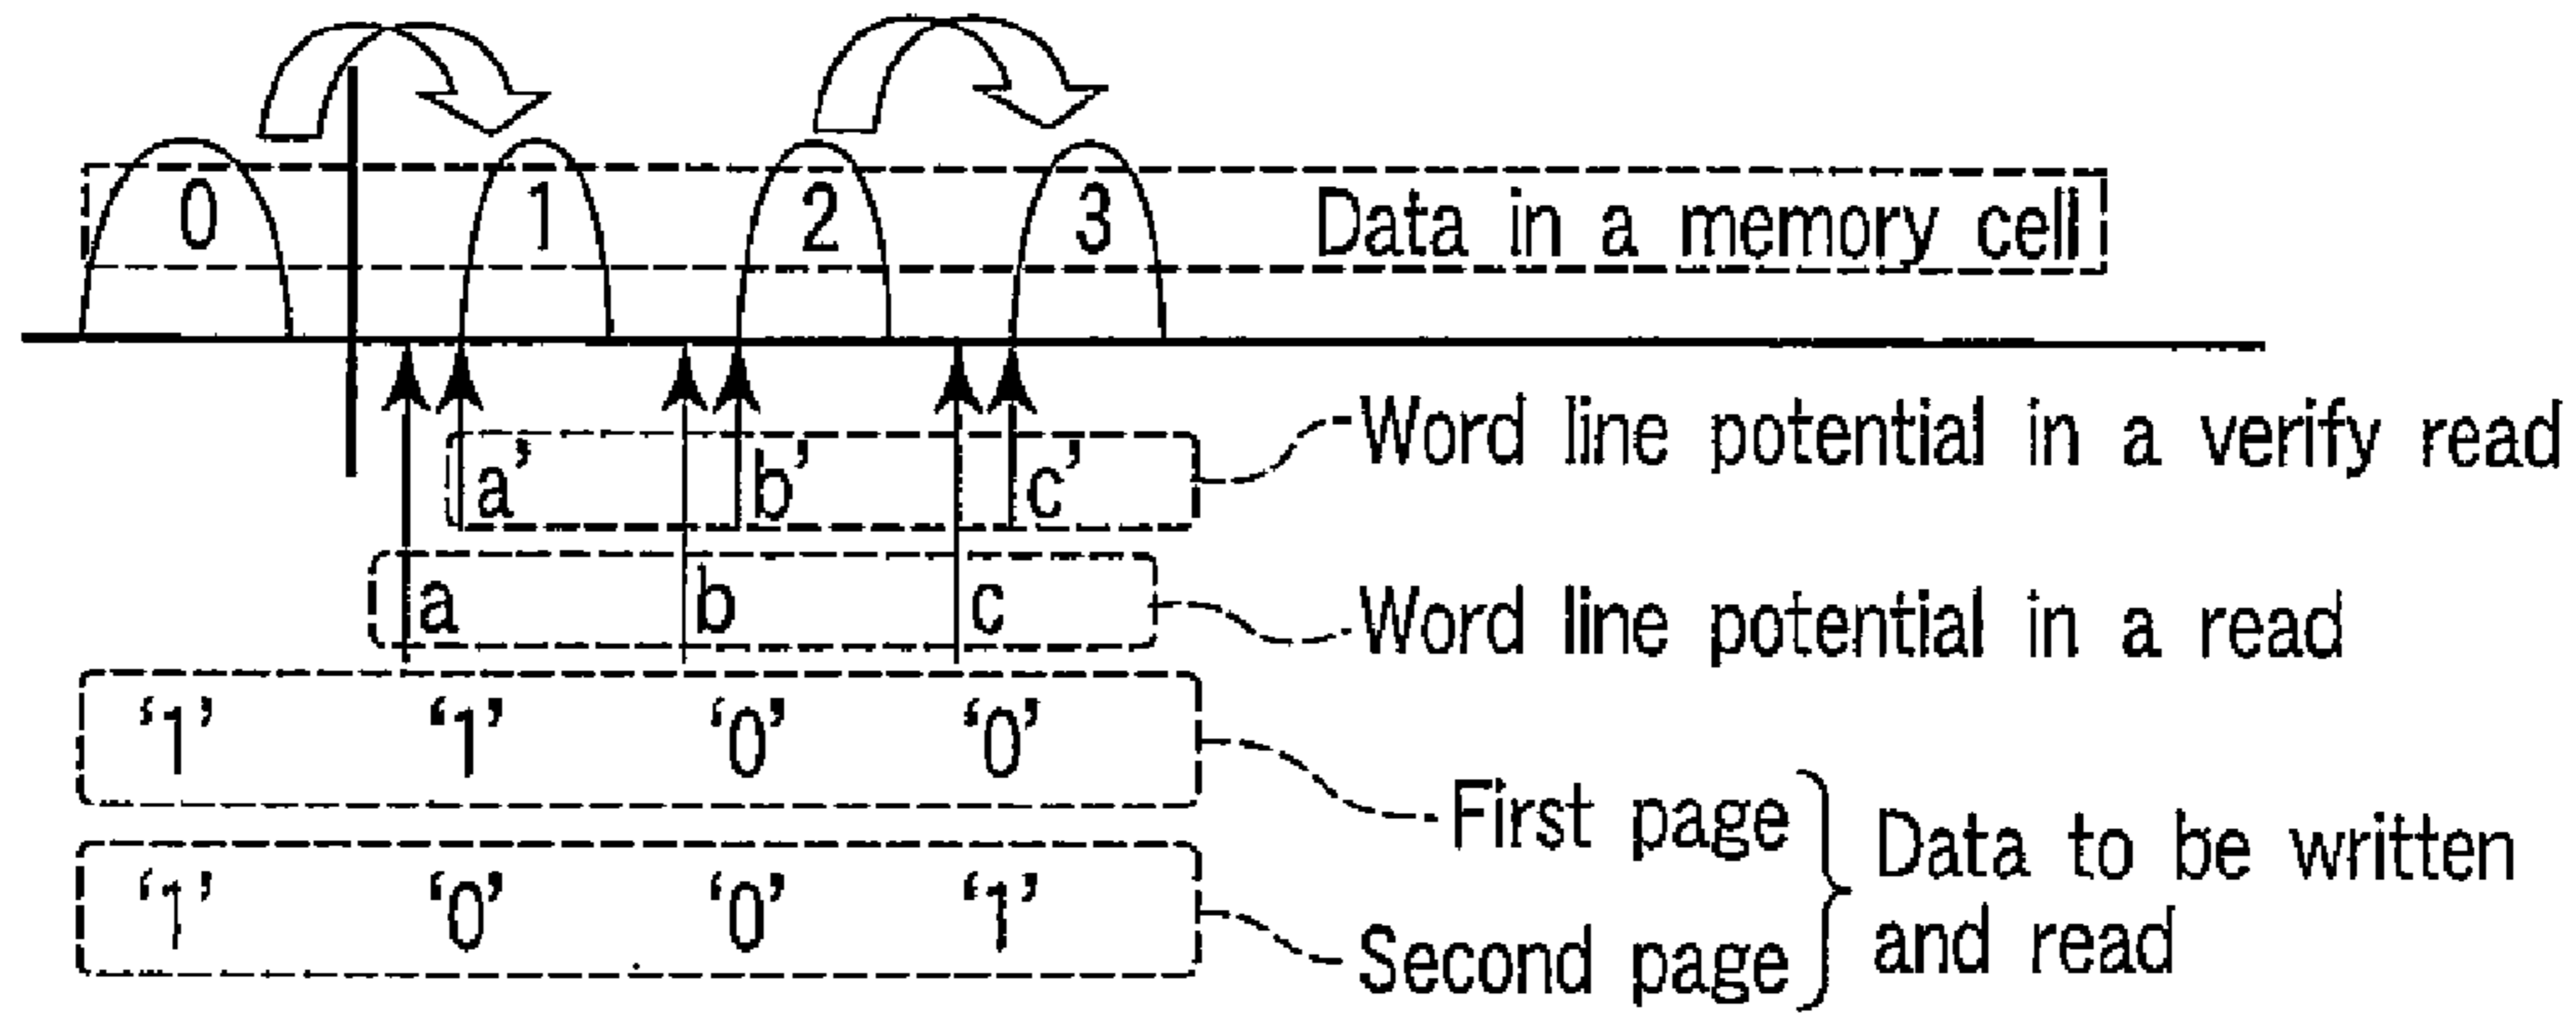 0 1 2 3 Data in a memory cell
a’ b’ c’ Word line potential in a verify read
a b c Word line potential in a read
‘1’ ‘1’ ‘0’ ‘0’
First page
‘1’ ‘0’ ‘0’ ‘1’
Second page
Data to be written
and read